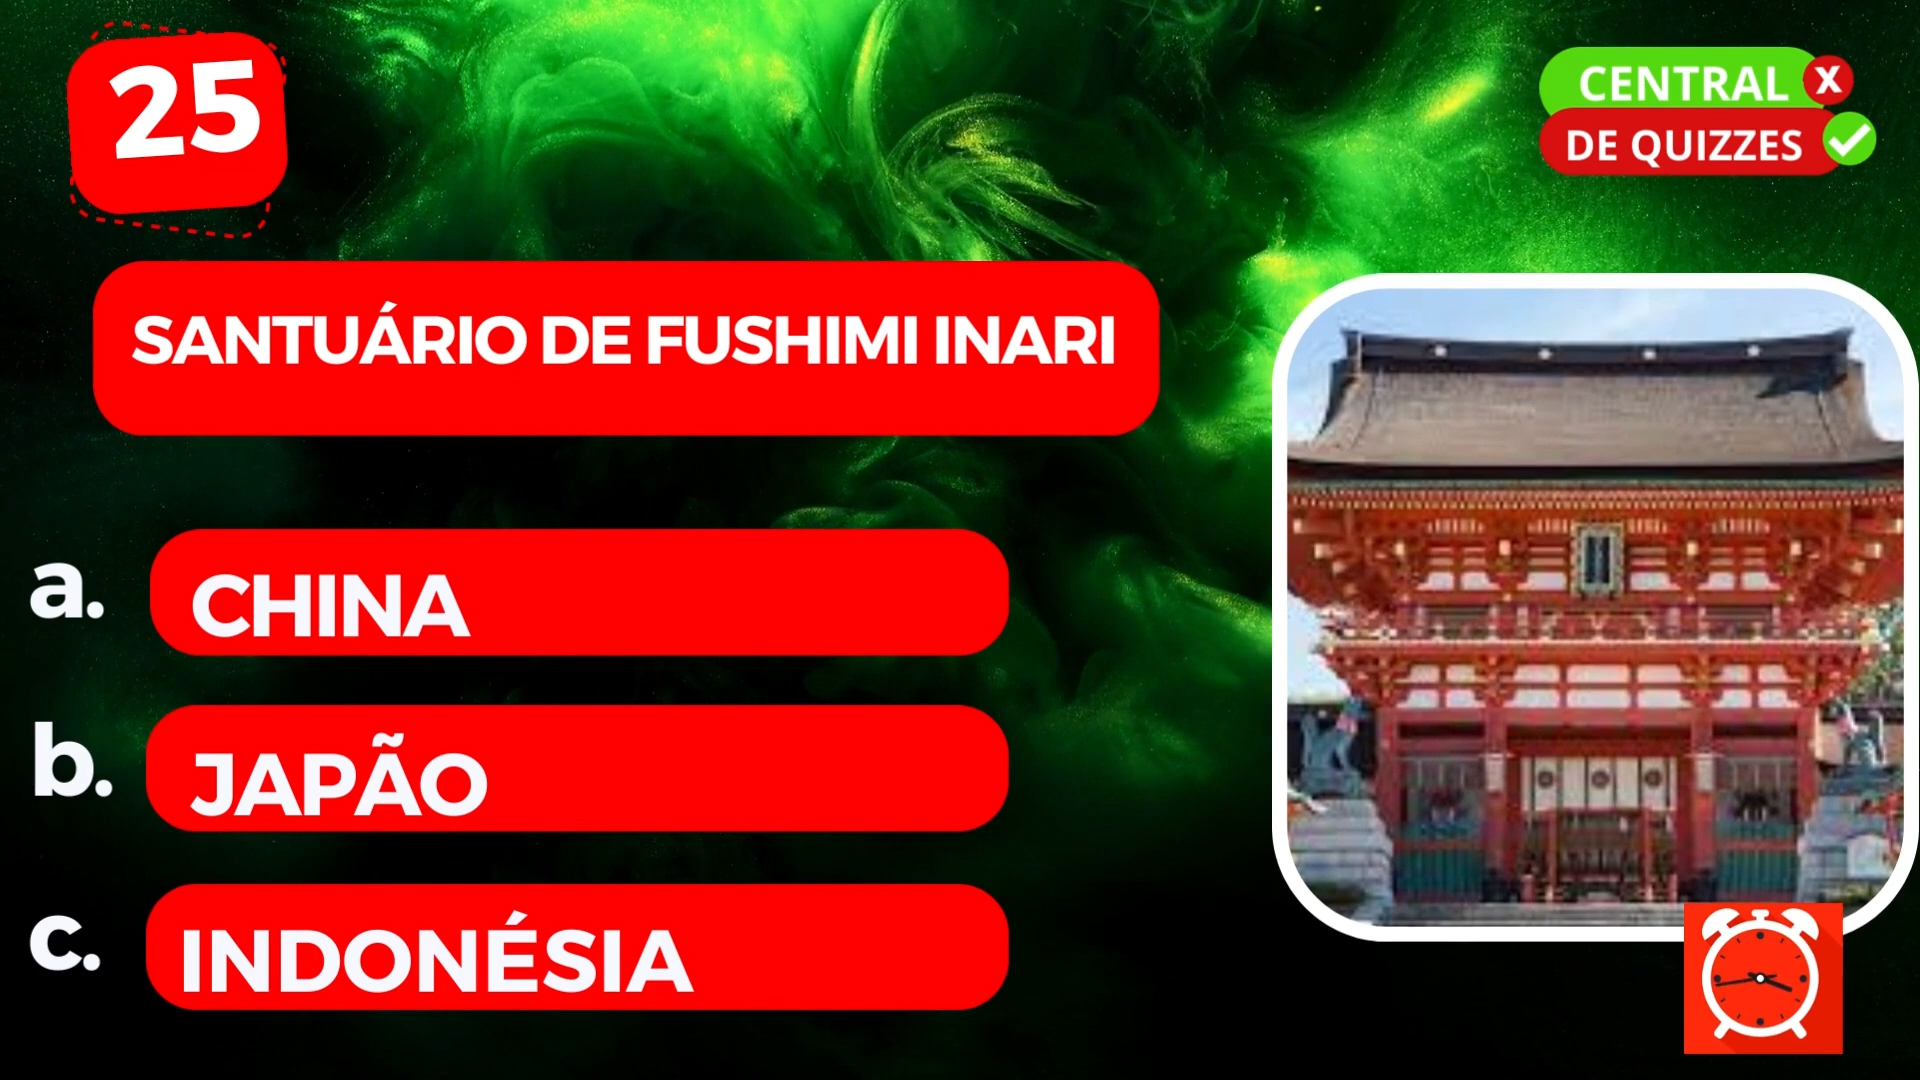 25
CENTRAL X
DE QUIZZES
SANTUÁRIO DE FUSHIMI INARI
a. CHINA
b. JAPÃO
c. INDONÉSIA